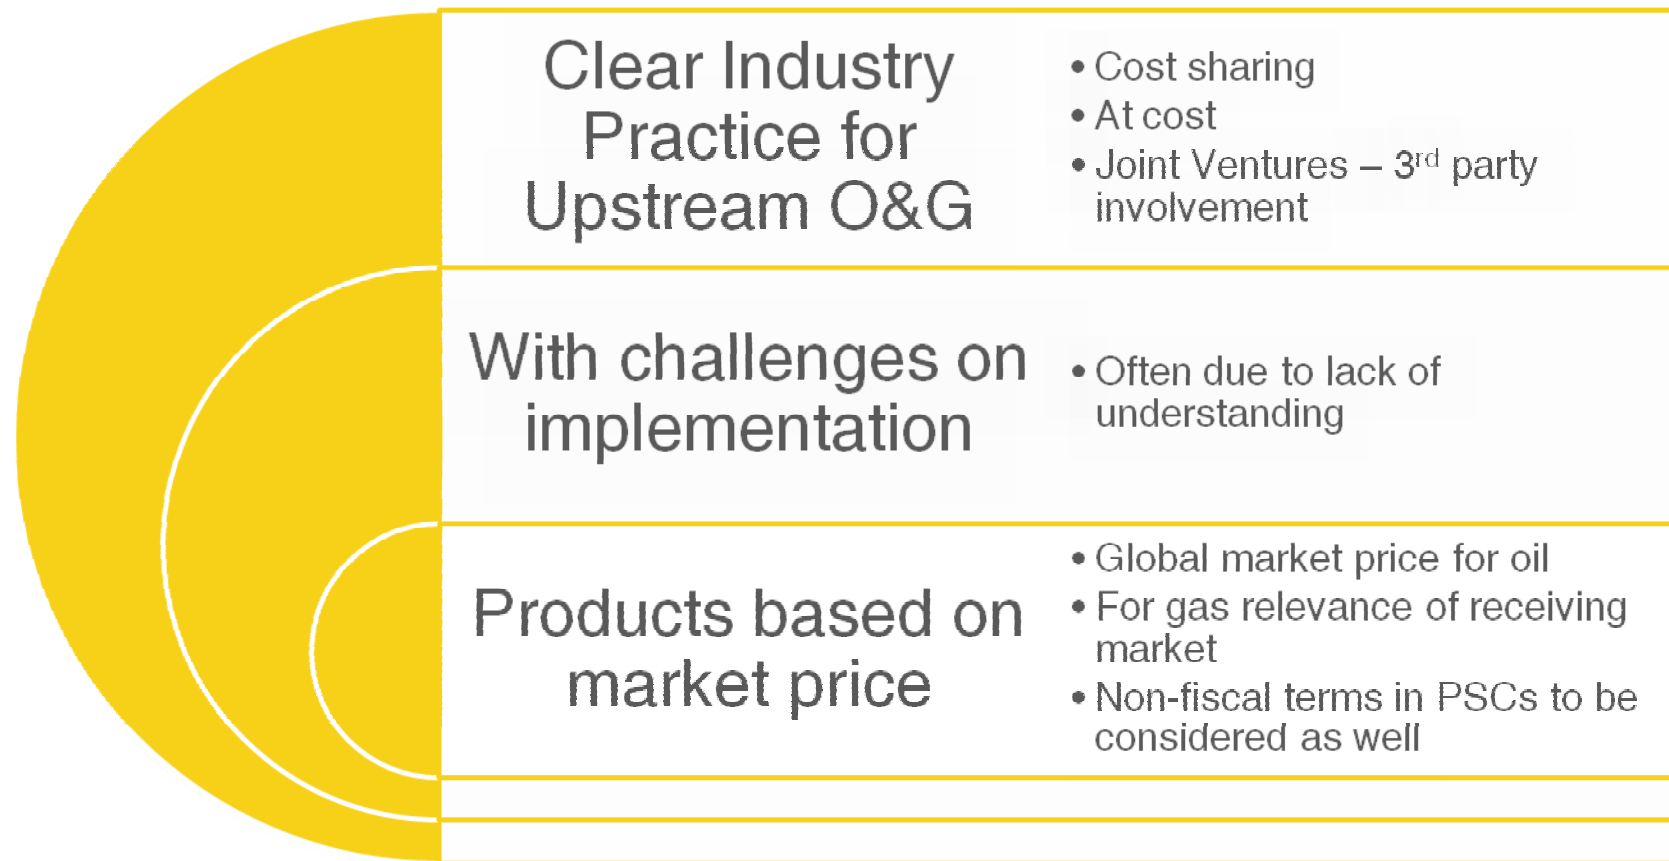 Clear Industry
Practice for
Upstream O&G
• Cost sharing
• At cost
• Joint Ventures – 3rd party
involvement
With challenges on
implementation
• Often due to lack of
understanding
Products based on
market price
• Global market price for oil
• For gas relevance of receiving
market
• Non-fiscal terms in PSCs to be
considered as well